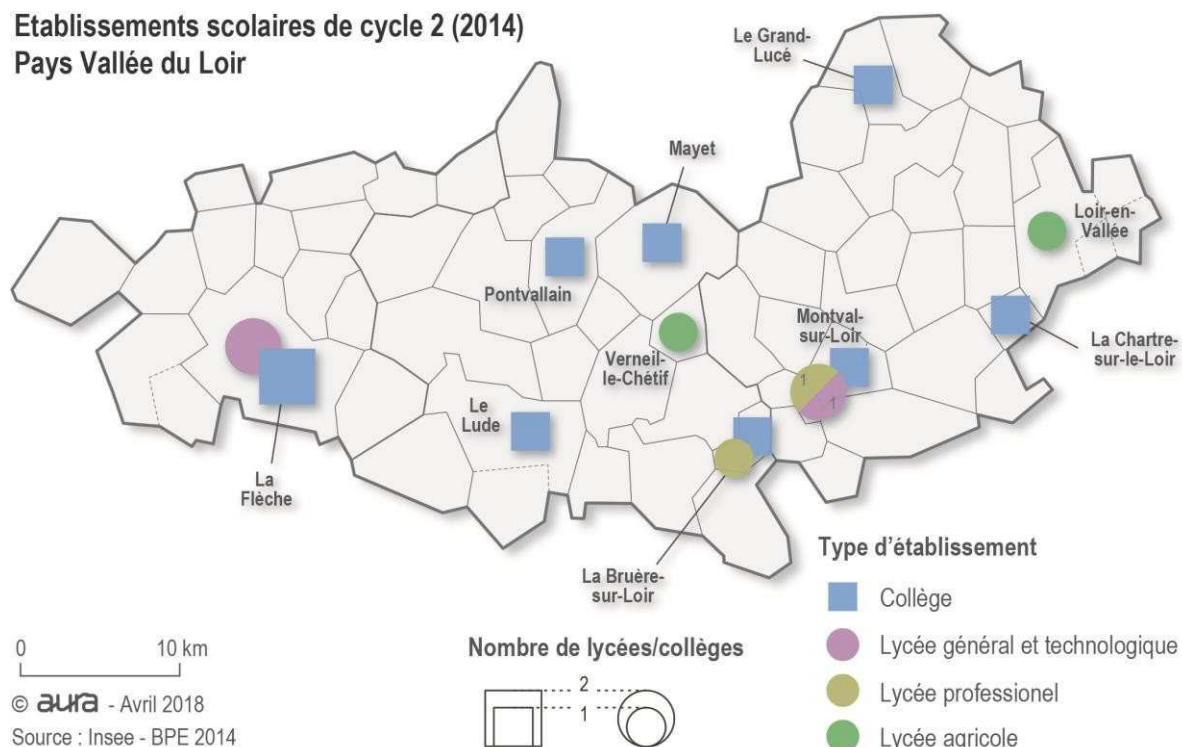 Etablissements scolaires de cycle 2 (2014)
Pays Vallée du Loir
Le Grand-
Lucé
Mayet
Loir-en-
Vallée
Pontvallain
Montval-
sur-Loir
La Chartre-
sur-le-Loir
Verneil-
le-Chétif
1
1
Le
Lude
La
Flèche
La Bruère-
sur-Loir
Type d'établissement
Collège
Lycée général et technologique
Lycée professionel
Lycée agricole
Nombre de lycées/collèges
2
1
0 10 km
© aura - Avril 2018
Source : Insee - BPE 2014